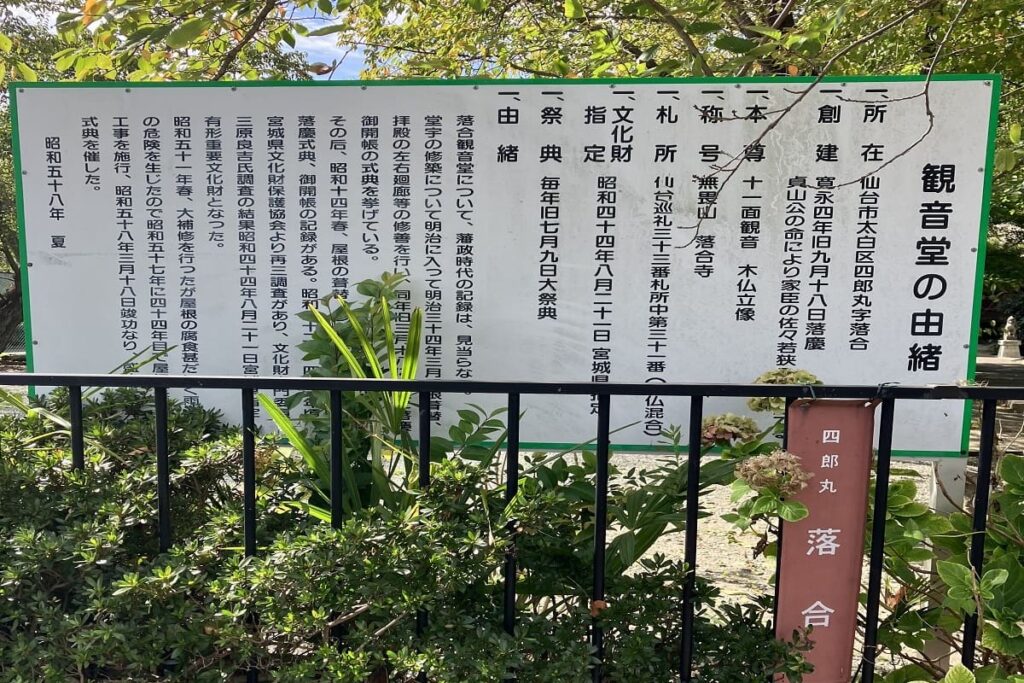 観音堂の由緒
一、所在 仙台市太白区四郎丸字落合
一、創建 寛永四年旧九月十八日落慶
貞山公の命により家臣の佐々若狭
一、本尊 十一面観音 木仏立像
一、称号 無畏山 落合寺
一、札所 仙台巡礼三十三番札所中第三十一番(仏混合)
一、文化財指定 昭和四十四年八月二十一日 宮城県指定
一、祭典 毎年旧七月九日大祭典
一、由緒
落合観音堂について、藩政時代の記録は、見当らな
堂宇の修築について明治に入って明治三十四年三月屋根替、
拝殿の左右廻廊等の修善を行い、同年旧三月
御開帳の式典を挙げている。
その后、昭和十四年春、屋根の葺替
落慶式典、御開帳の記録がある。昭和
宮城県文化財保護協会より再三調査があり、文化財
三原良吉氏調査の結果昭和四十四年八月二十一日宮
有形重要文化財となった。
昭和五十一年春、大補修を行つたが屋根の腐食甚だ
の危険を生じたので昭和五十七年に四十四年目
工事を施行、昭和五十八年三月十八日竣功なり
式典を催した。
昭和五十八年 夏
四郎丸
落合